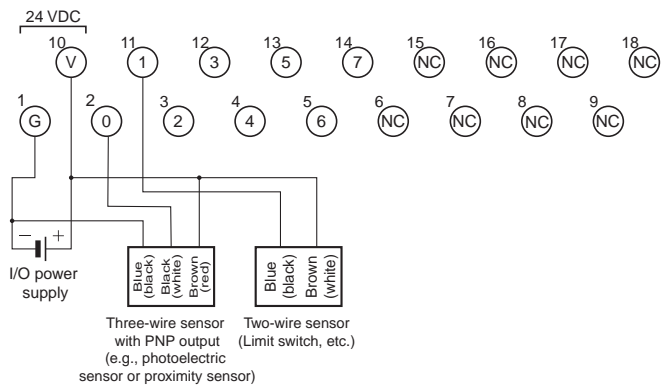 24 VDC
10 11 12 13 14 15 16 17 18
V 1 3 5 7 NC NC NC NC
1 2 3 4 5 6 7 8 9
G 0 2 4 6 NC NC NC NC
− +
I/O power
supply
Blue
(black)
Black
(white)
Brown
(red)
Blue
(black)
Brown
(white)
Three-wire sensor
with PNP output
(e.g., photoelectric
sensor or proximity sensor)
Two-wire sensor
(Limit switch, etc.)